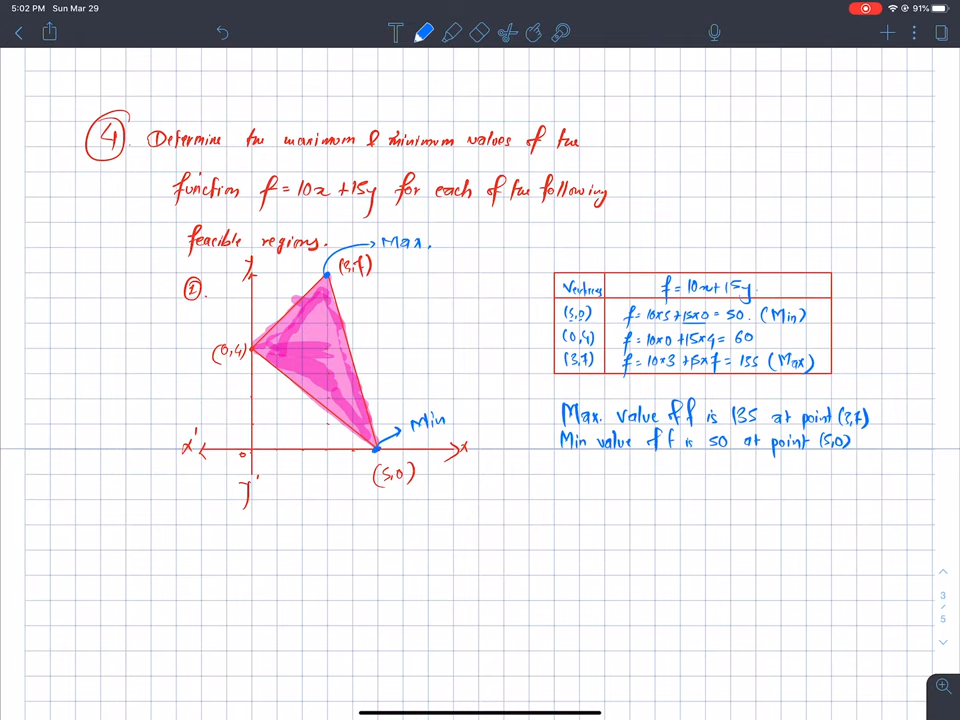 5:02 PM Sun Mar 29 91%
4. Determine the maximum & minimum values of the
function f = 10x + 15y for each of the following
feasible regions.
Max.
y
(3,7)
1.
(0,4)
Min
x' o x
(5,0)
y'
Vertices f = 10x + 15y.
(5,0) f = 10×5 + 15×0 = 50. (Min)
(0,4) f = 10×0 + 15×4 = 60
(3,7) f = 10×3 + 15×7 = 135 (Max)
Max. value of f is 135 at point (3,7)
Min value of f is 50 at point (5,0)
3
/
5